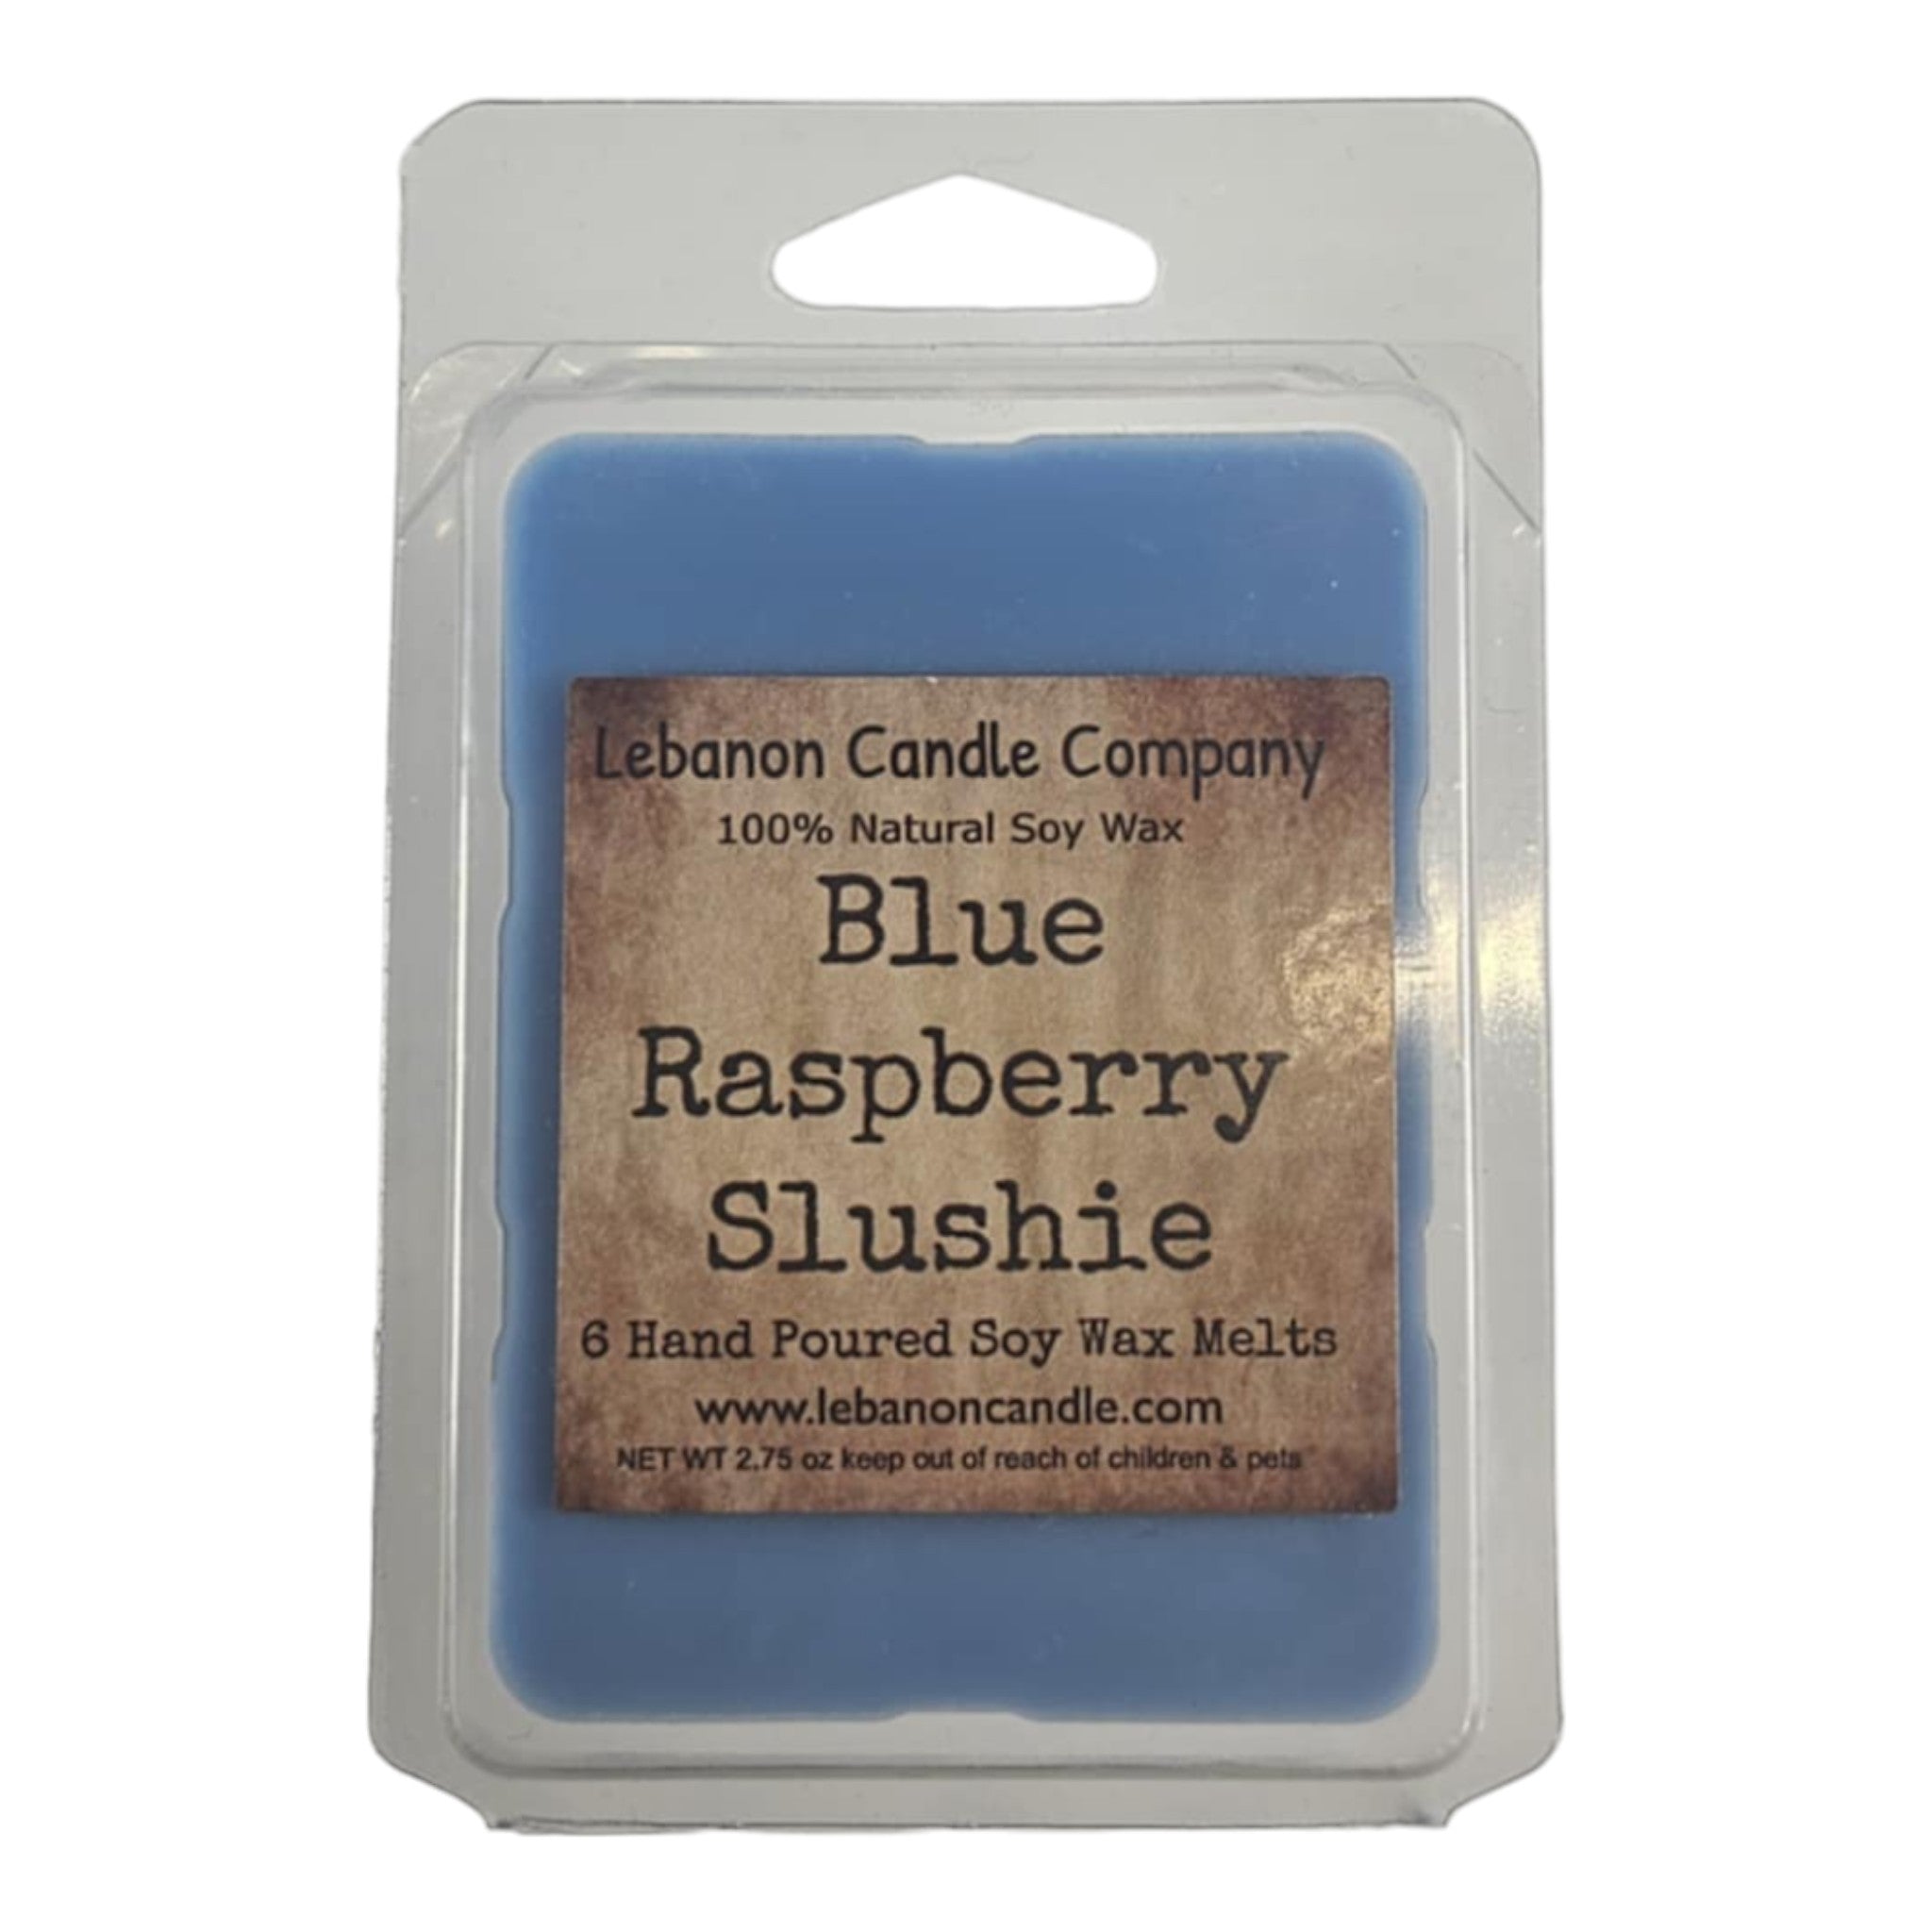 Lebanon Candle Company
100% Natural Soy Wax
Blue
Raspberry
Slushie
6 Hand Poured Soy Wax Melts
www.lebanoncandle.com
NET WT 2.75 oz keep out of reach of children & pets